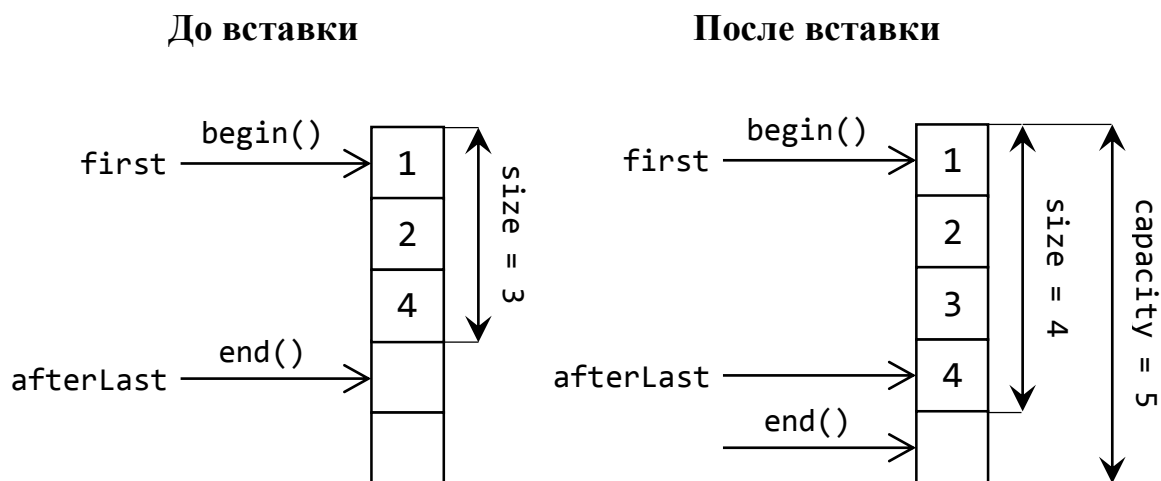 До вставки
begin()
first
1
2
4
size = 3
end()
afterLast
После вставки
begin()
first
1
2
3
4
size = 4
capacity = 5
afterLast
end()